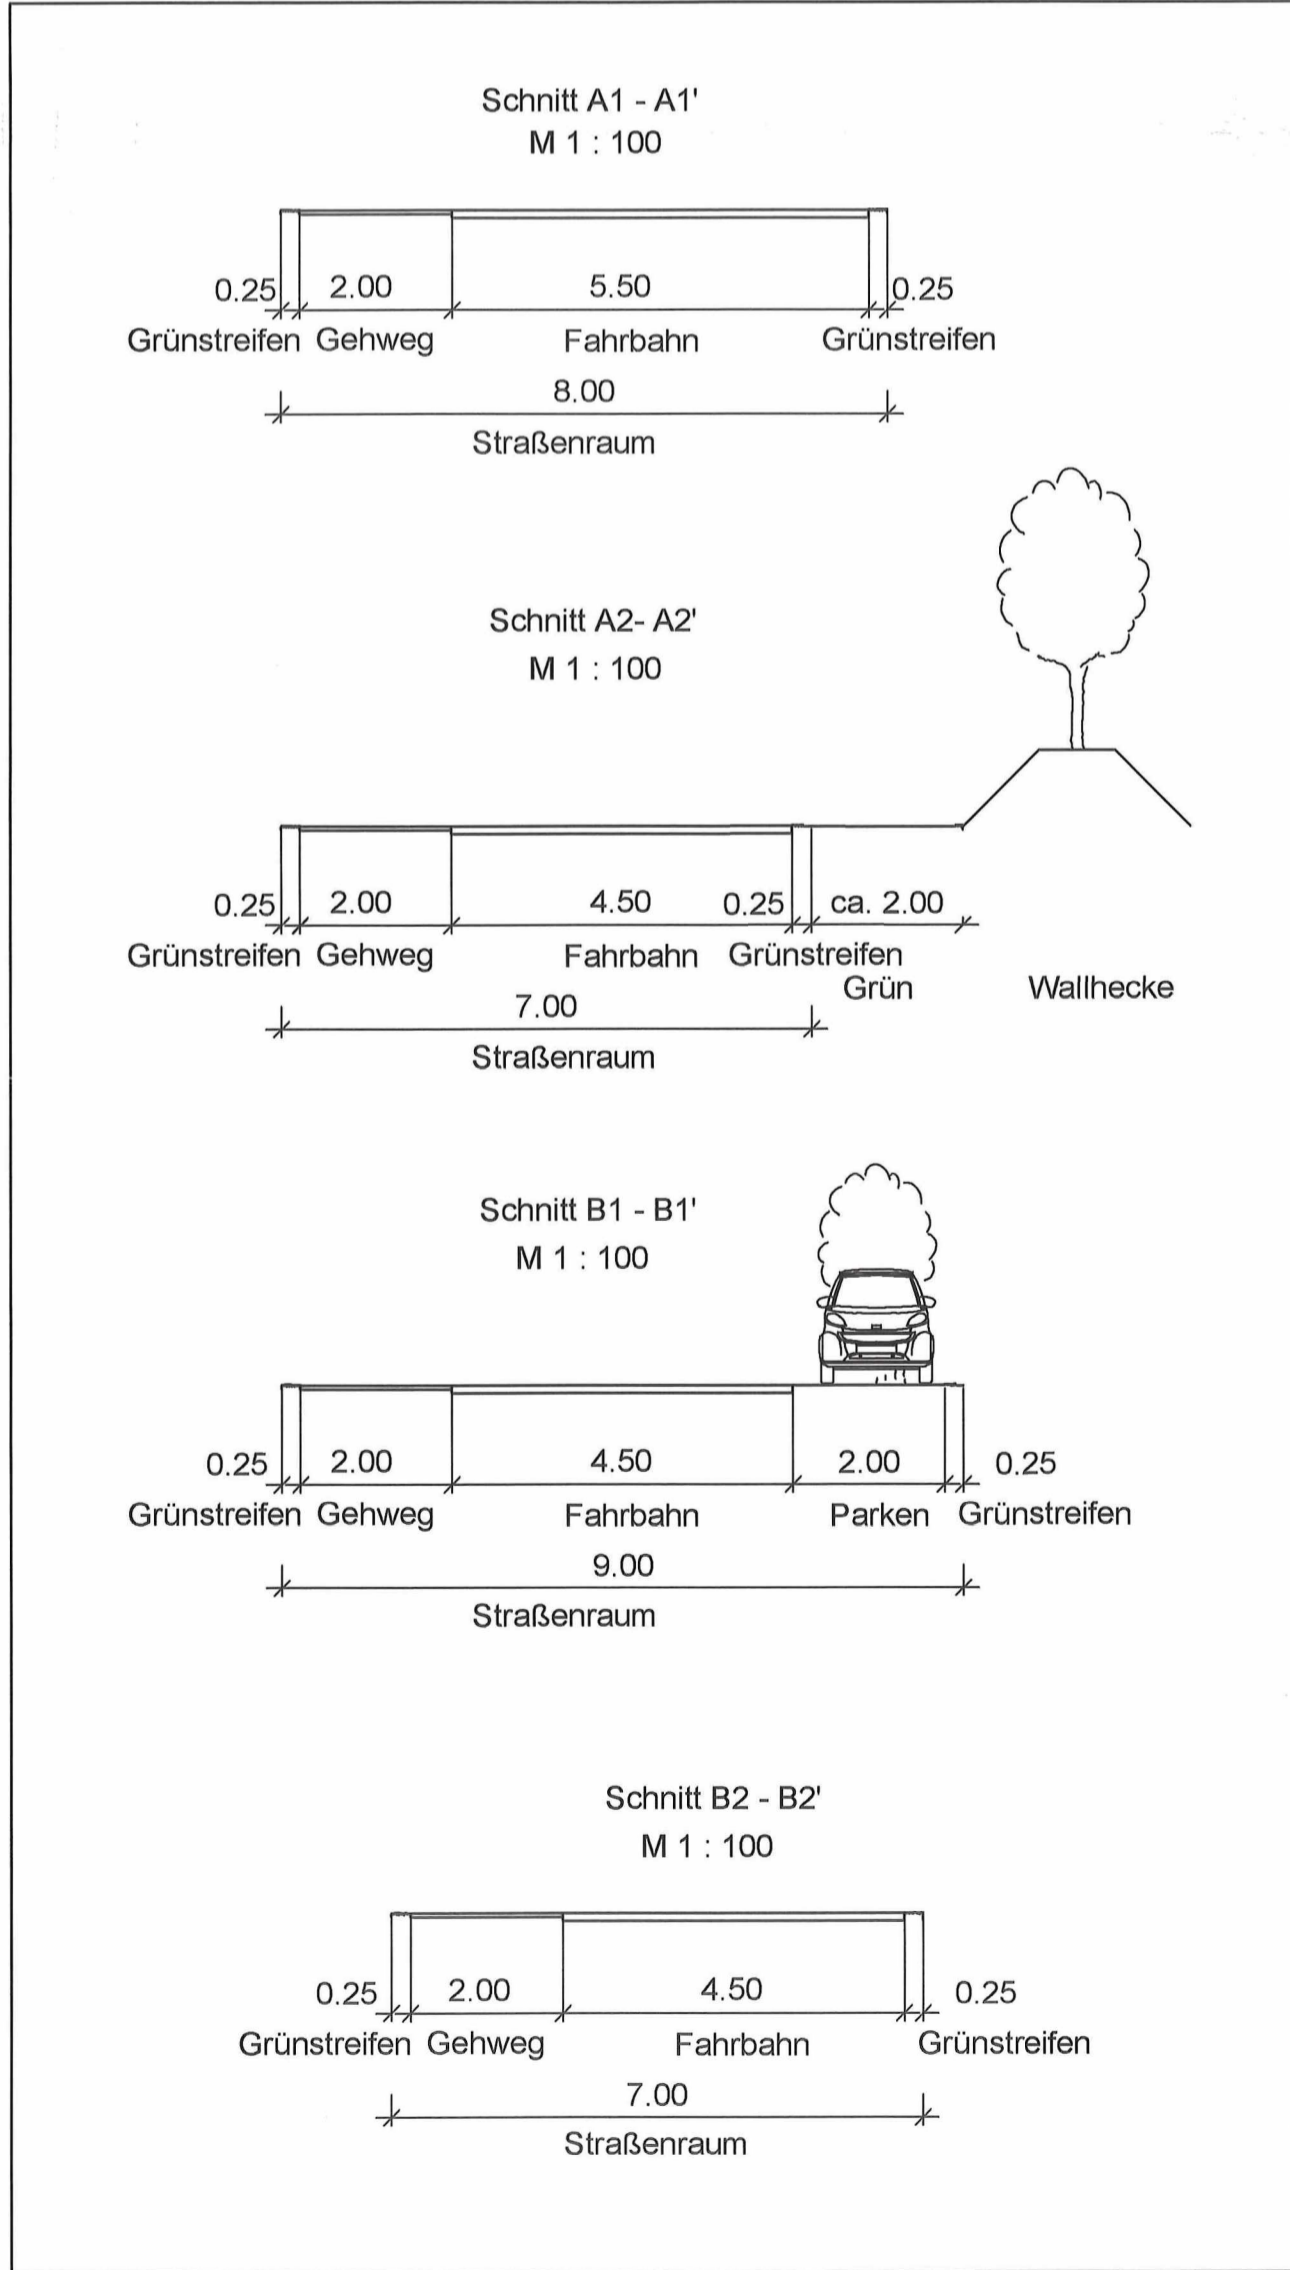 Schnitt A1 - A1'
M 1 : 100
0.25 2.00 5.50 0.25
Grünstreifen Gehweg Fahrbahn Grünstreifen
8.00
Straßenraum
Schnitt A2- A2'
M 1 : 100
0.25 2.00 4.50 0.25 ca. 2.00
Grünstreifen Gehweg Fahrbahn Grünstreifen
Grün Wallhecke
7.00
Straßenraum
Schnitt B1 - B1'
M 1 : 100
0.25 2.00 4.50 2.00 0.25
Grünstreifen Gehweg Fahrbahn Parken Grünstreifen
9.00
Straßenraum
Schnitt B2 - B2'
M 1 : 100
0.25 2.00 4.50 0.25
Grünstreifen Gehweg Fahrbahn Grünstreifen
7.00
Straßenraum